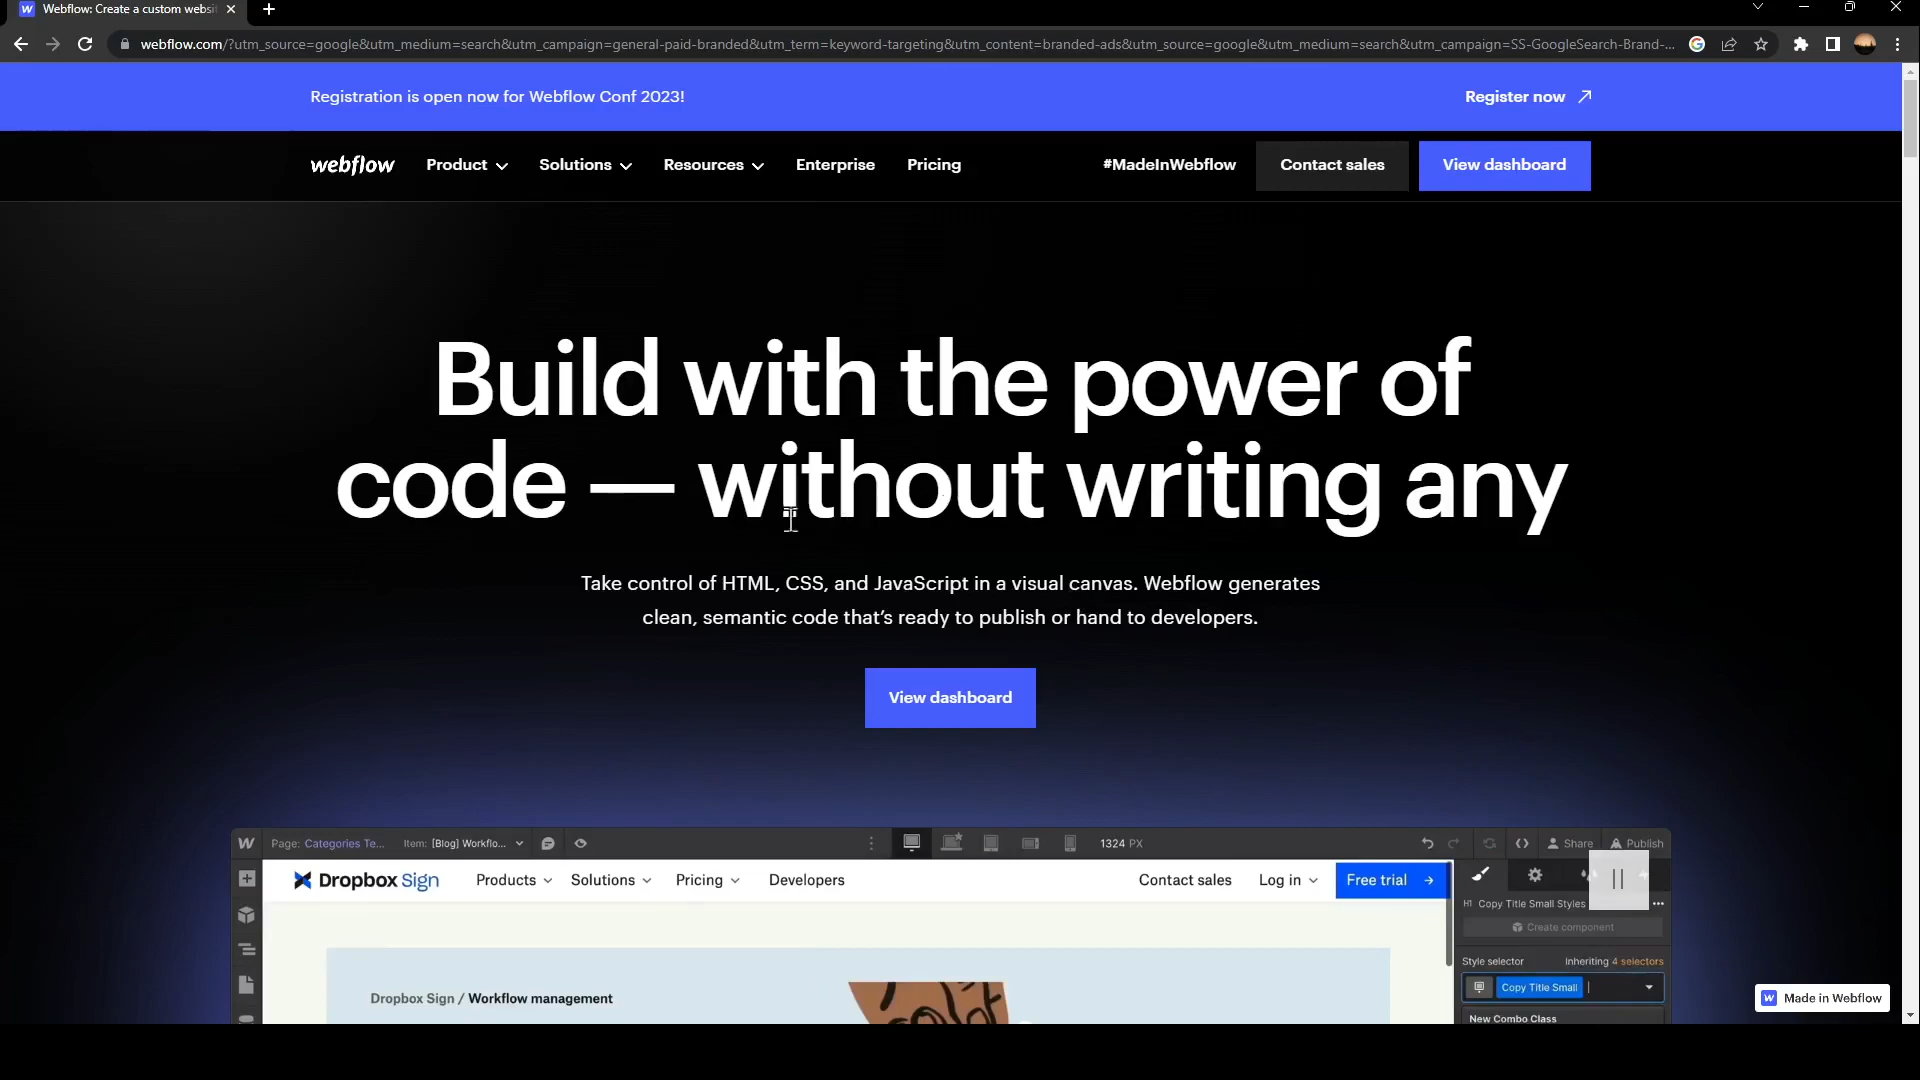 Webflow: Create a custom websi
webflow.com/?utm_source=google&utm_medium=search&utm_campaign=general-paid-branded&utm_term=keyword-targeting&utm_content=branded-ads&utm_source=google&utm_medium=search&utm_campaign=SS-GoogleSearch-Brand-...
Registration is open now for Webflow Conf 2023!
Register now
webflow Product Solutions Resources Enterprise Pricing #MadeInWebflow Contact sales View dashboard
Build with the power of
code — without writing any
Take control of HTML, CSS, and JavaScript in a visual canvas. Webflow generates
clean, semantic code that's ready to publish or hand to developers.
View dashboard
Page: Categories Te... Item: [Blog] Workflo... 1324 PX Share Publish
Dropbox Sign Products Solutions Pricing Developers Contact sales Log in Free trial
H1 Copy Title Small Styles
Create component
Style selector Inheriting 4 selectors
Copy Title Small
New Combo Class
Dropbox Sign / Workflow management
Made in Webflow